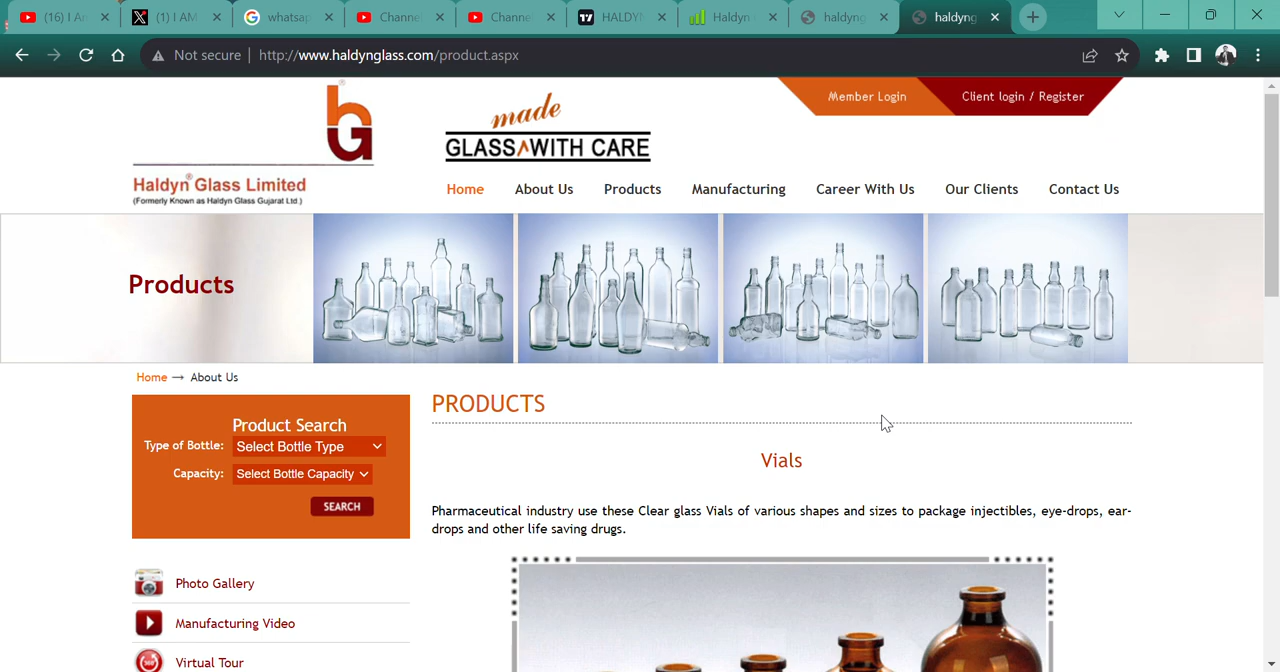 (16) I A
(1) I AM
whatsap
Channe
Channe
HALDYN
Haldyn
haldyng
haldyng
Not secure
http://www.haldynglass.com/product.aspx
Member Login
Client login / Register
hG
®
made
GLASS WITH CARE
Haldyn® Glass Limited
(Formerly Known as Haldyn Glass Gujarat Ltd.)
Home
About Us
Products
Manufacturing
Career With Us
Our Clients
Contact Us
Products
Home → About Us
Product Search
Type of Bottle: Select Bottle Type
Capacity: Select Bottle Capacity
SEARCH
PRODUCTS
Vials
Pharmaceutical industry use these Clear glass Vials of various shapes and sizes to package injectibles, eye-drops, ear-
drops and other life saving drugs.
Photo Gallery
Manufacturing Video
360°
Virtual Tour